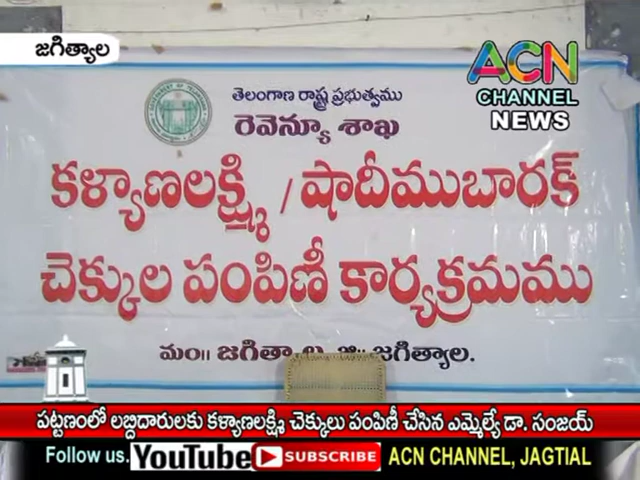 జగిత్యాల
ACN
CHANNEL
NEWS
తెలంగాణ రాష్ట్ర ప్రభుత్వము
రెవెన్యూ శాఖ
కళ్యాణలక్ష్మి / షాదీముబారక్
చెక్కుల పంపిణీ కార్యక్రమము
మం॥ జగిత్యాల జి॥ జగిత్యాల.
పట్టణంలో లబ్దిదారులకు కళ్యాణలక్ష్మి చెక్కులు పంపిణీ చేసిన ఎమ్మెల్యే డా. సంజయ్
Follow us. YouTube SUBSCRIBE ACN CHANNEL, JAGTIAL